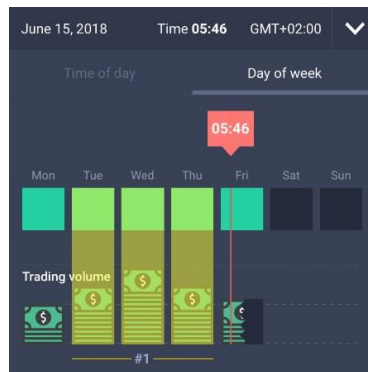 June 15, 2018 Time 05:46 GMT+02:00
Time of day Day of week
05:46
Mon Tue Wed Thu Fri Sat Sun
Trading volume
$ $ $ $ $
#1